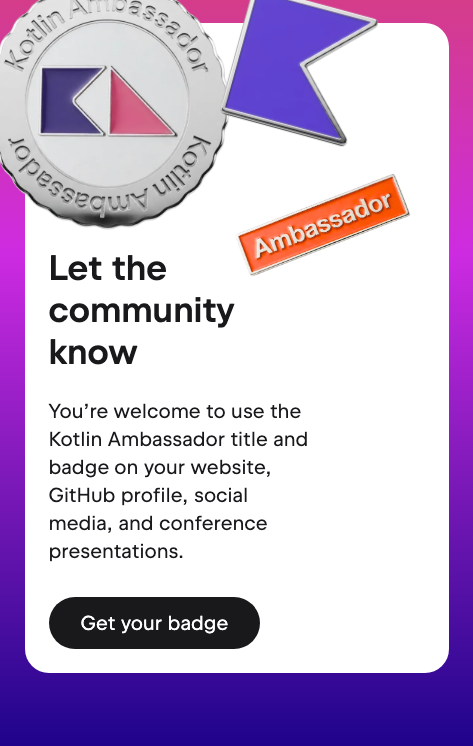 Kotlin Ambassador
Kotlin Ambassador
Ambassador
Let the
community
know
You’re welcome to use the
Kotlin Ambassador title and
badge on your website,
GitHub profile, social
media, and conference
presentations.
Get your badge